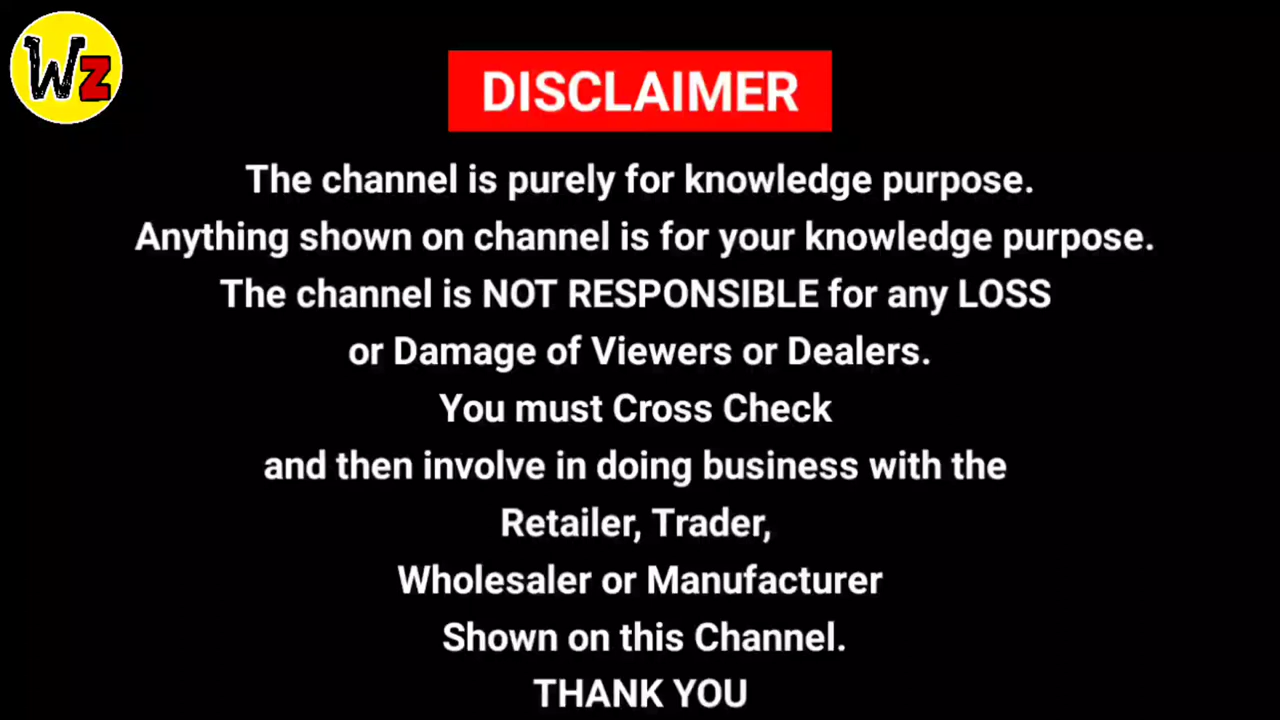 Wz
DISCLAIMER
The channel is purely for knowledge purpose.
Anything shown on channel is for your knowledge purpose.
The channel is NOT RESPONSIBLE for any LOSS
or Damage of Viewers or Dealers.
You must Cross Check
and then involve in doing business with the
Retailer, Trader,
Wholesaler or Manufacturer
Shown on this Channel.
THANK YOU